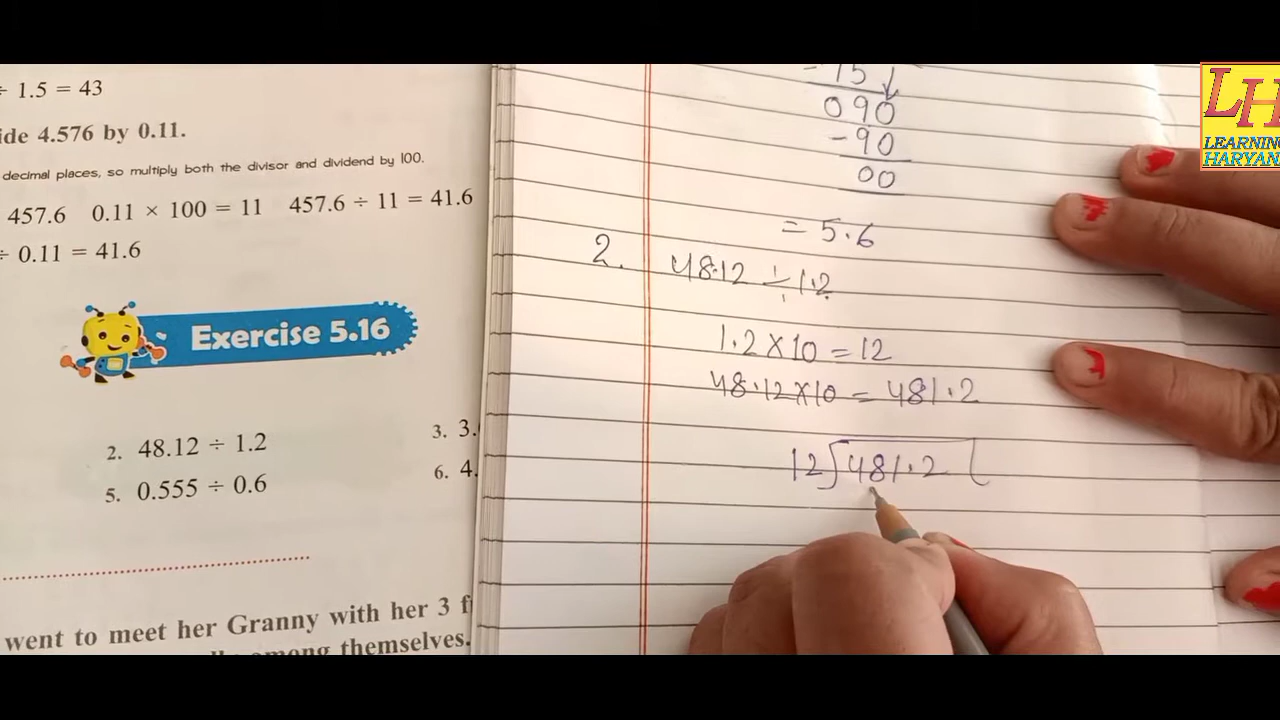 ÷ 1.5 = 43
ide 4.576 by 0.11.
decimal places, so multiply both the divisor and dividend by 100.
457.6 0.11 × 100 = 11 457.6 ÷ 11 = 41.6
÷ 0.11 = 41.6
Exercise 5.16
2. 48.12 ÷ 1.2
3. 3.
5. 0.555 ÷ 0.6
6. 4.
went to meet her Granny with her 3 f
among themselves.
- 75
090
-90
00
= 5.6
2. 48.12 ÷ 1.2
1.2 × 10 = 12
48.12 × 10 = 481.2
12 481.2
LH
LEARNING
HARYAN